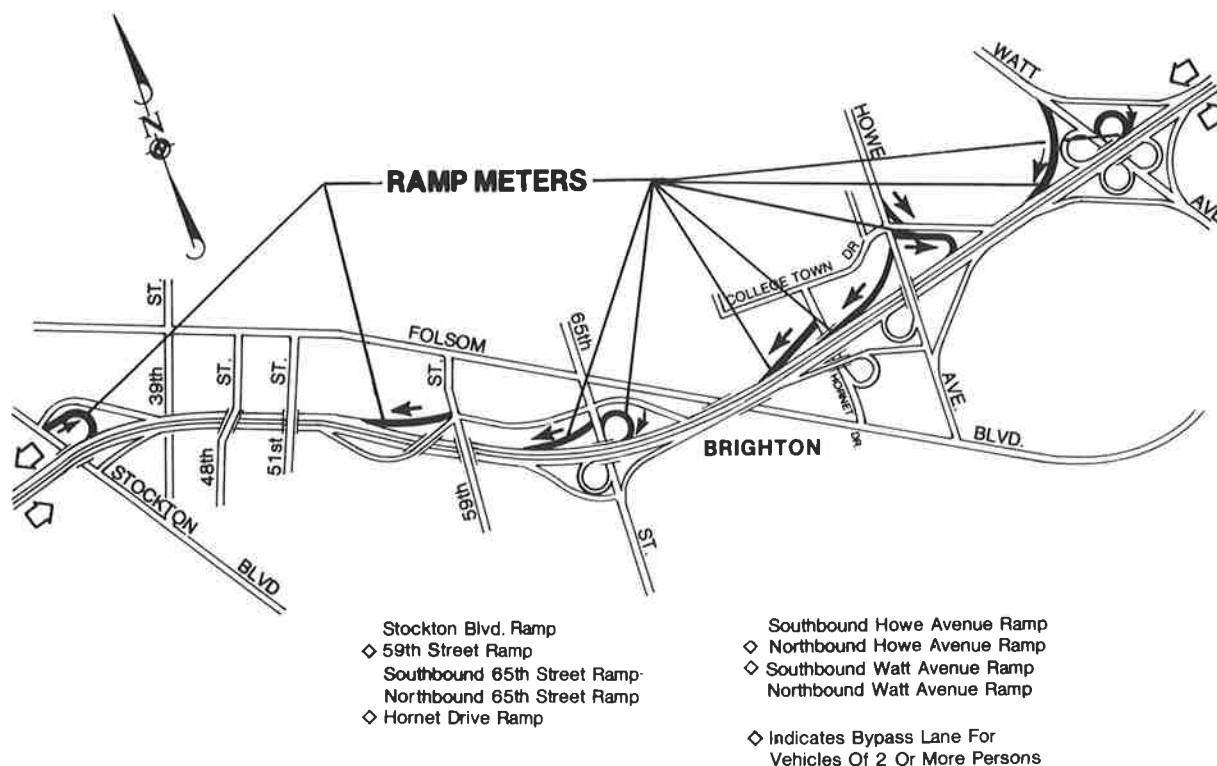 WATT
AVE
HOWE
AVE.
N
RAMP METERS
COLLEGE TOWN
DR
39th
ST.
48th
ST.
51st
ST.
FOLSOM
BLVD.
59th
ST.
65th
ST.
HORNET
DR.
BRIGHTON
STOCKTON
BLVD
Stockton Blvd. Ramp
◇ 59th Street Ramp
Southbound 65th Street Ramp-
Northbound 65th Street Ramp
◇ Hornet Drive Ramp
Southbound Howe Avenue Ramp
◇ Northbound Howe Avenue Ramp
◇ Southbound Watt Avenue Ramp
Northbound Watt Avenue Ramp
◇ Indicates Bypass Lane For
Vehicles Of 2 Or More Persons